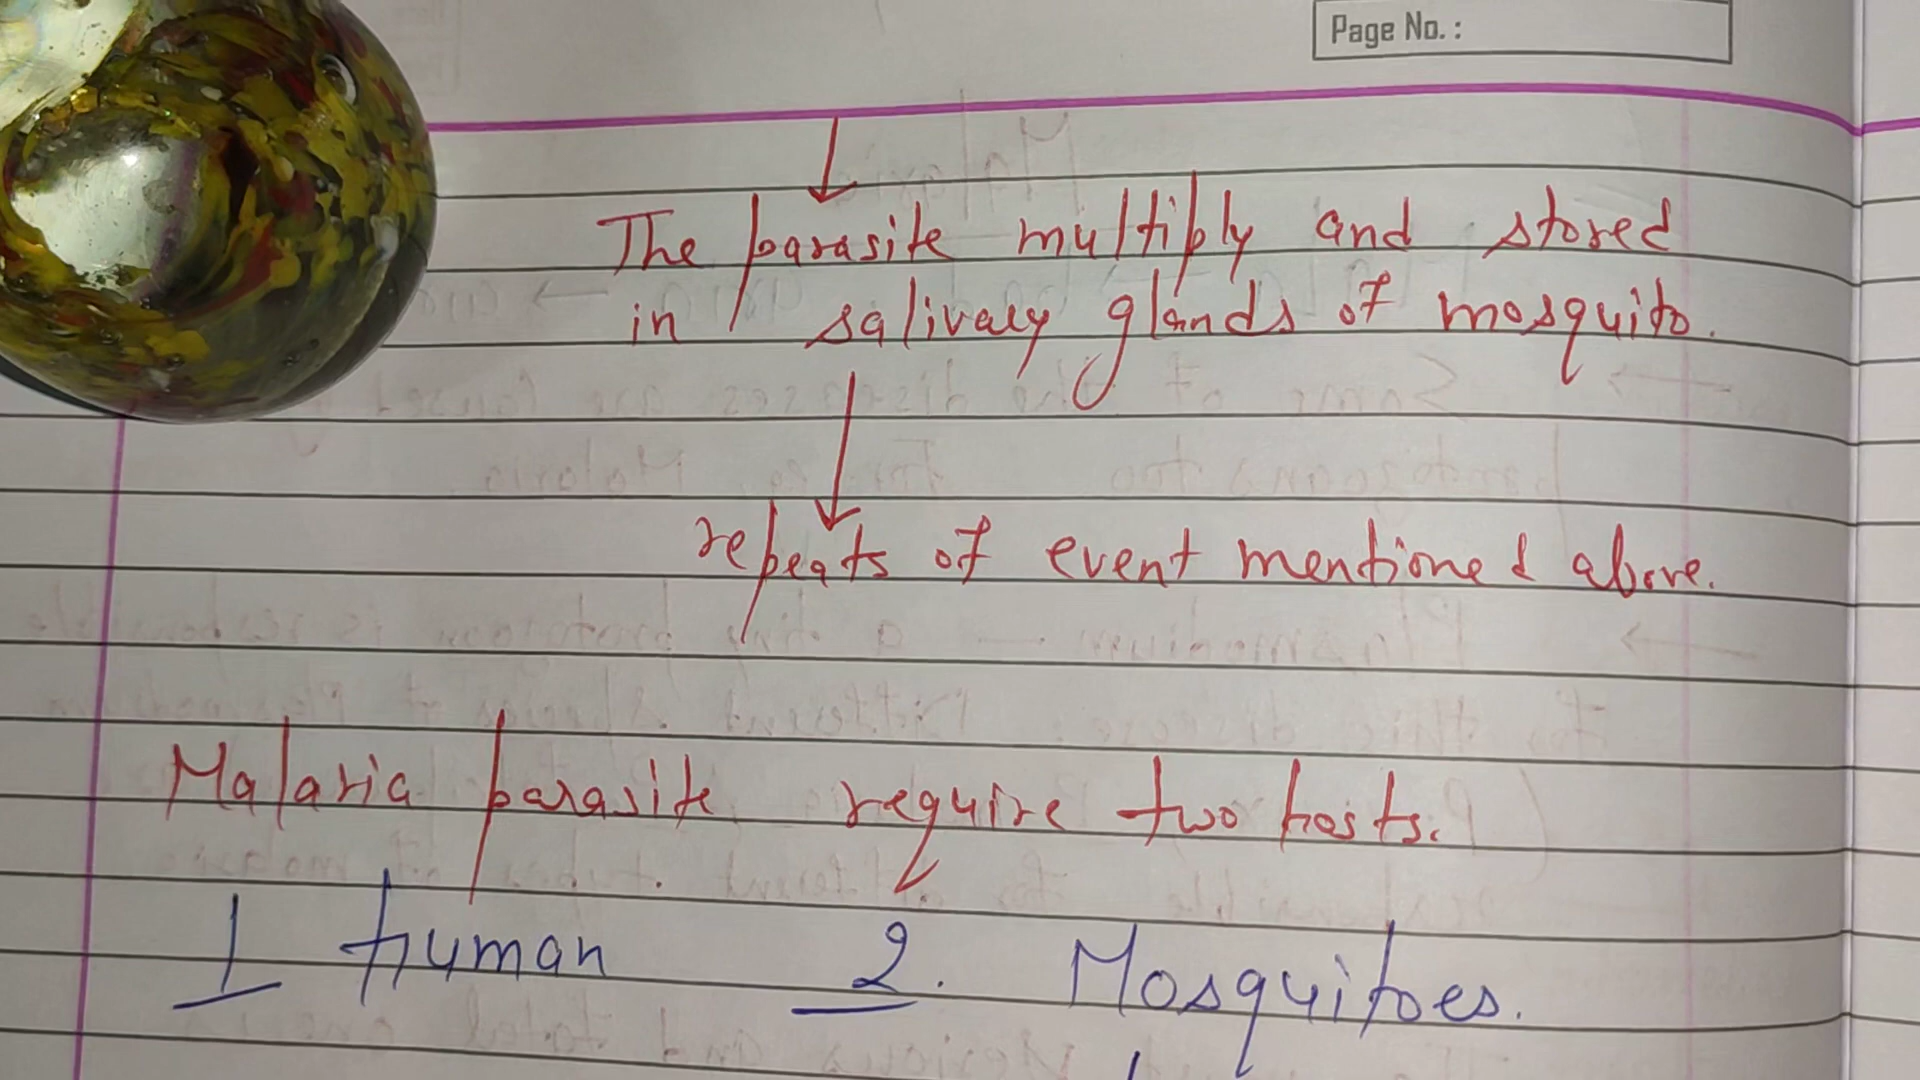 Page No. :
The parasite multiply and stored
in salivary glands of mosquito.
repeats of event mentioned above.
Malaria parasite require two hosts.
1 human 2. Mosquitoes.